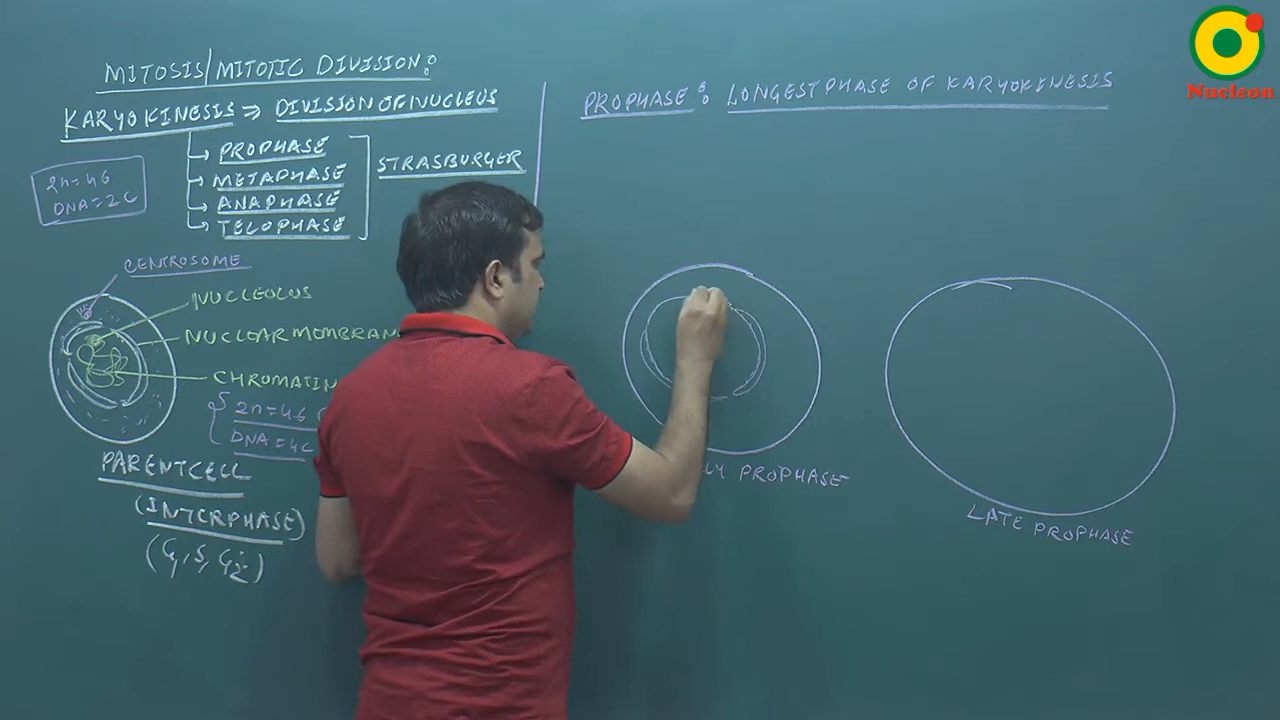 MITOSIS/MITOTIC DIVISION:
KARYOKINESIS ⇒ DIVISION OF NUCLEUS
PROPHASE
METAPHASE
ANAPHASE
TELOPHASE
STRASBURGER
2n=46
DNA=2C
CENTROSOME
NUCLEOLUS
NUCLOAR MEMBRAN
CHROMATIN
2n=46
DNA=4C
PARENT CELL
(INTERPHASE)
(G1, S, G2)
PROPHASE: LONGEST PHASE OF KARYOKINESIS
LY PROPHASE
LATE PROPHASE
Nucleon